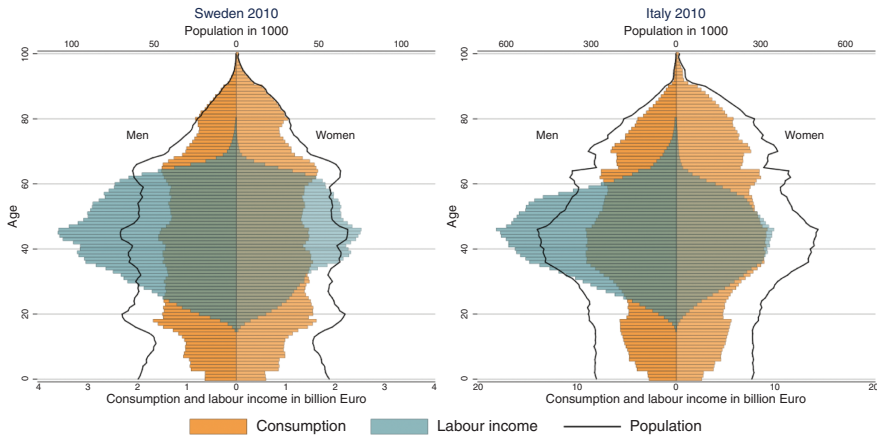 Sweden 2010
Population in 1000
100 50 0 50 100
Men
Women
Age
0 20 40 60 80 100
4 3 2 1 0 1 2 3 4
Consumption and labour income in billion Euro
Italy 2010
Population in 1000
600 300 0 300 600
Men
Women
Age
0 20 40 60 80 100
20 10 0 10 20
Consumption and labour income in billion Euro
Consumption Labour income Population